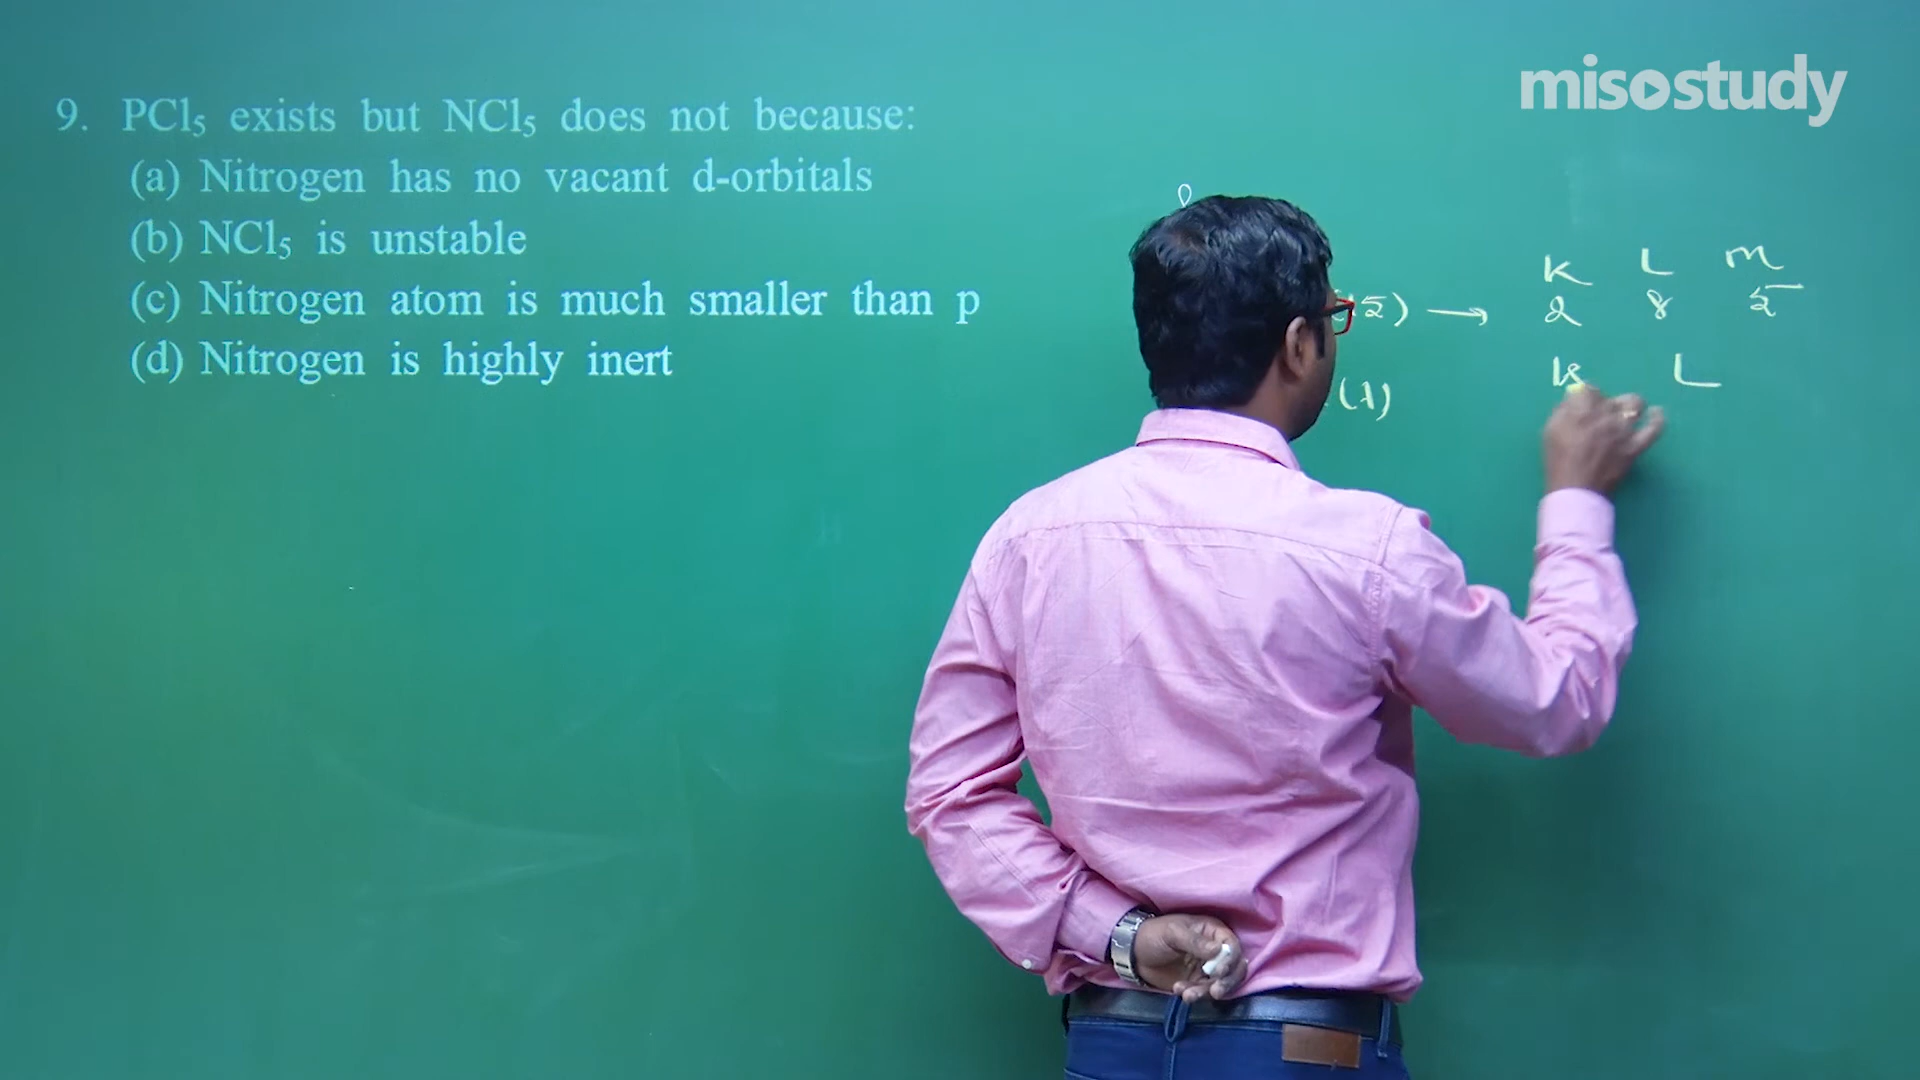 misostudy
9. PCl₅ exists but NCl₅ does not because:
(a) Nitrogen has no vacant d-orbitals
(b) NCl₅ is unstable
(c) Nitrogen atom is much smaller than p
(d) Nitrogen is highly inert
K L M
(15) → 2 8 5
K L